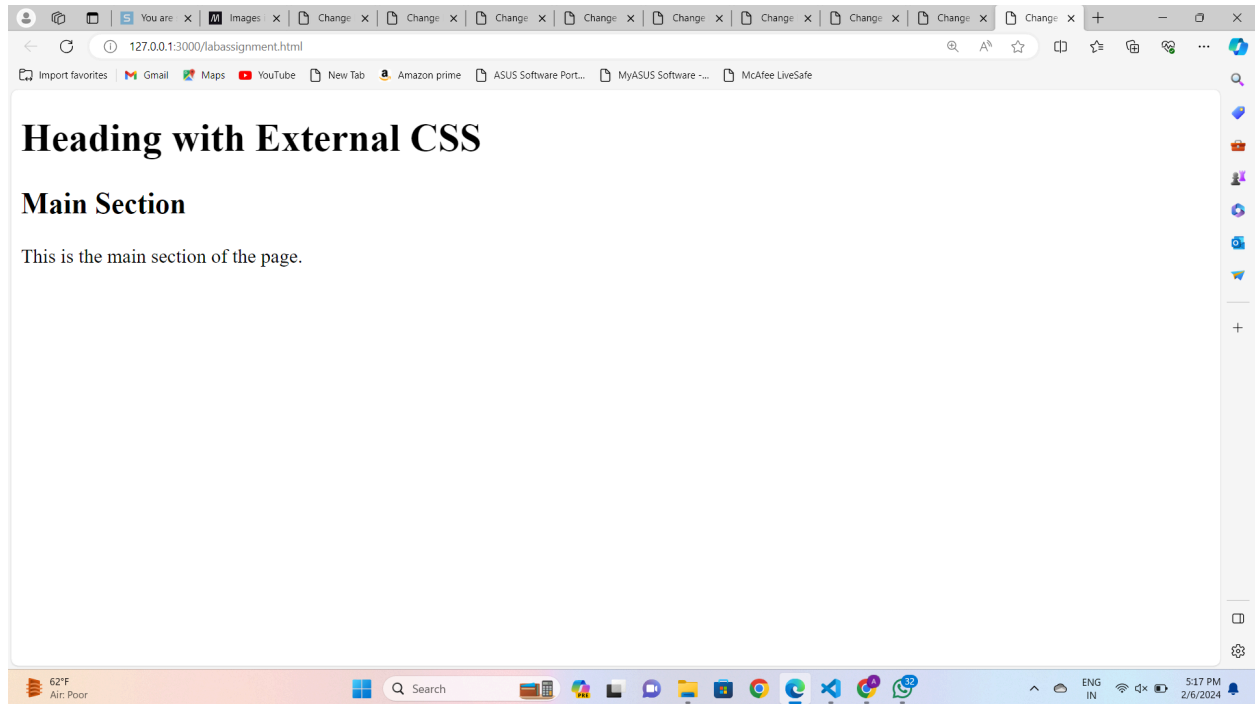 You are
Images
Change
Change
Change
Change
Change
Change
Change
Change
Change
127.0.0.1:3000/labassignment.html
Import favorites
Gmail
Maps
YouTube
New Tab
Amazon prime
ASUS Software Port...
MyASUS Software -...
McAfee LiveSafe
Heading with External CSS
Main Section
This is the main section of the page.
62°F
Air: Poor
Search
PRE
32
ENG
IN
5:17 PM
2/6/2024